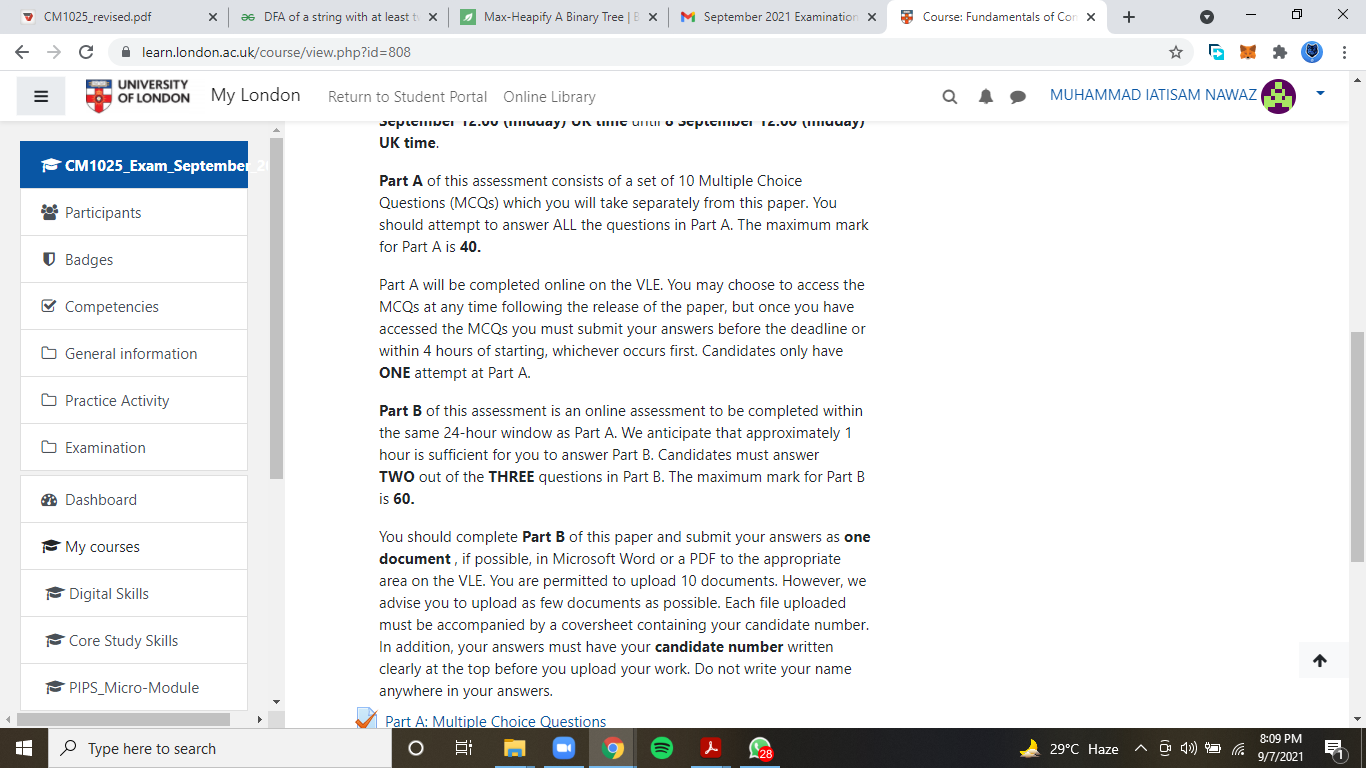 CM1025_revised.pdf
DFA of a string with at least tw
Max-Heapify A Binary Tree | B
September 2021 Examination
Course: Fundamentals of Con
learn.london.ac.uk/course/view.php?id=808
UNIVERSITY
OF LONDON
My London
Return to Student Portal
Online Library
MUHAMMAD IATISAM NAWAZ
CM1025_Exam_September_20
Participants
Badges
Competencies
General information
Practice Activity
Examination
Dashboard
My courses
Digital Skills
Core Study Skills
PIPS_Micro-Module
September 12:00 (midday) UK time until 8 September 12:00 (midday)
UK time.
Part A of this assessment consists of a set of 10 Multiple Choice
Questions (MCQs) which you will take separately from this paper. You
should attempt to answer ALL the questions in Part A. The maximum mark
for Part A is 40.
Part A will be completed online on the VLE. You may choose to access the
MCQs at any time following the release of the paper, but once you have
accessed the MCQs you must submit your answers before the deadline or
within 4 hours of starting, whichever occurs first. Candidates only have
ONE attempt at Part A.
Part B of this assessment is an online assessment to be completed within
the same 24-hour window as Part A. We anticipate that approximately 1
hour is sufficient for you to answer Part B. Candidates must answer
TWO out of the THREE questions in Part B. The maximum mark for Part B
is 60.
You should complete Part B of this paper and submit your answers as one
document , if possible, in Microsoft Word or a PDF to the appropriate
area on the VLE. You are permitted to upload 10 documents. However, we
advise you to upload as few documents as possible. Each file uploaded
must be accompanied by a coversheet containing your candidate number.
In addition, your answers must have your candidate number written
clearly at the top before you upload your work. Do not write your name
anywhere in your answers.
Part A: Multiple Choice Questions
Type here to search
28
29°C Haze
8:09 PM
9/7/2021
1